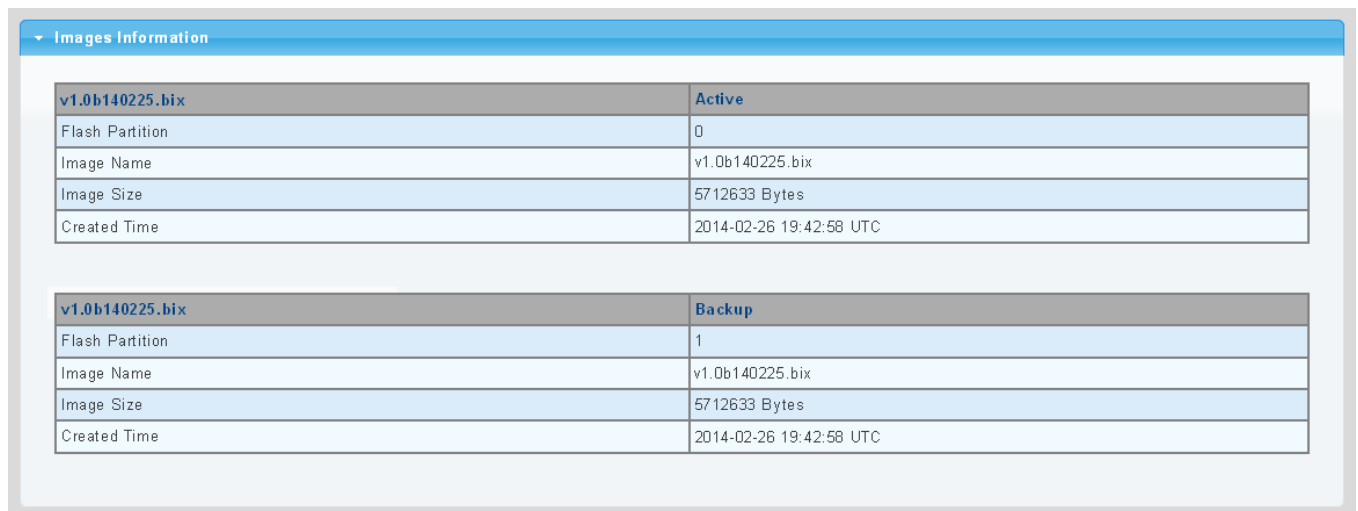 Images Information
v1.0b140225.bix Active
Flash Partition 0
Image Name v1.0b140225.bix
Image Size 5712633 Bytes
Created Time 2014-02-26 19:42:58 UTC
v1.0b140225.bix Backup
Flash Partition 1
Image Name v1.0b140225.bix
Image Size 5712633 Bytes
Created Time 2014-02-26 19:42:58 UTC